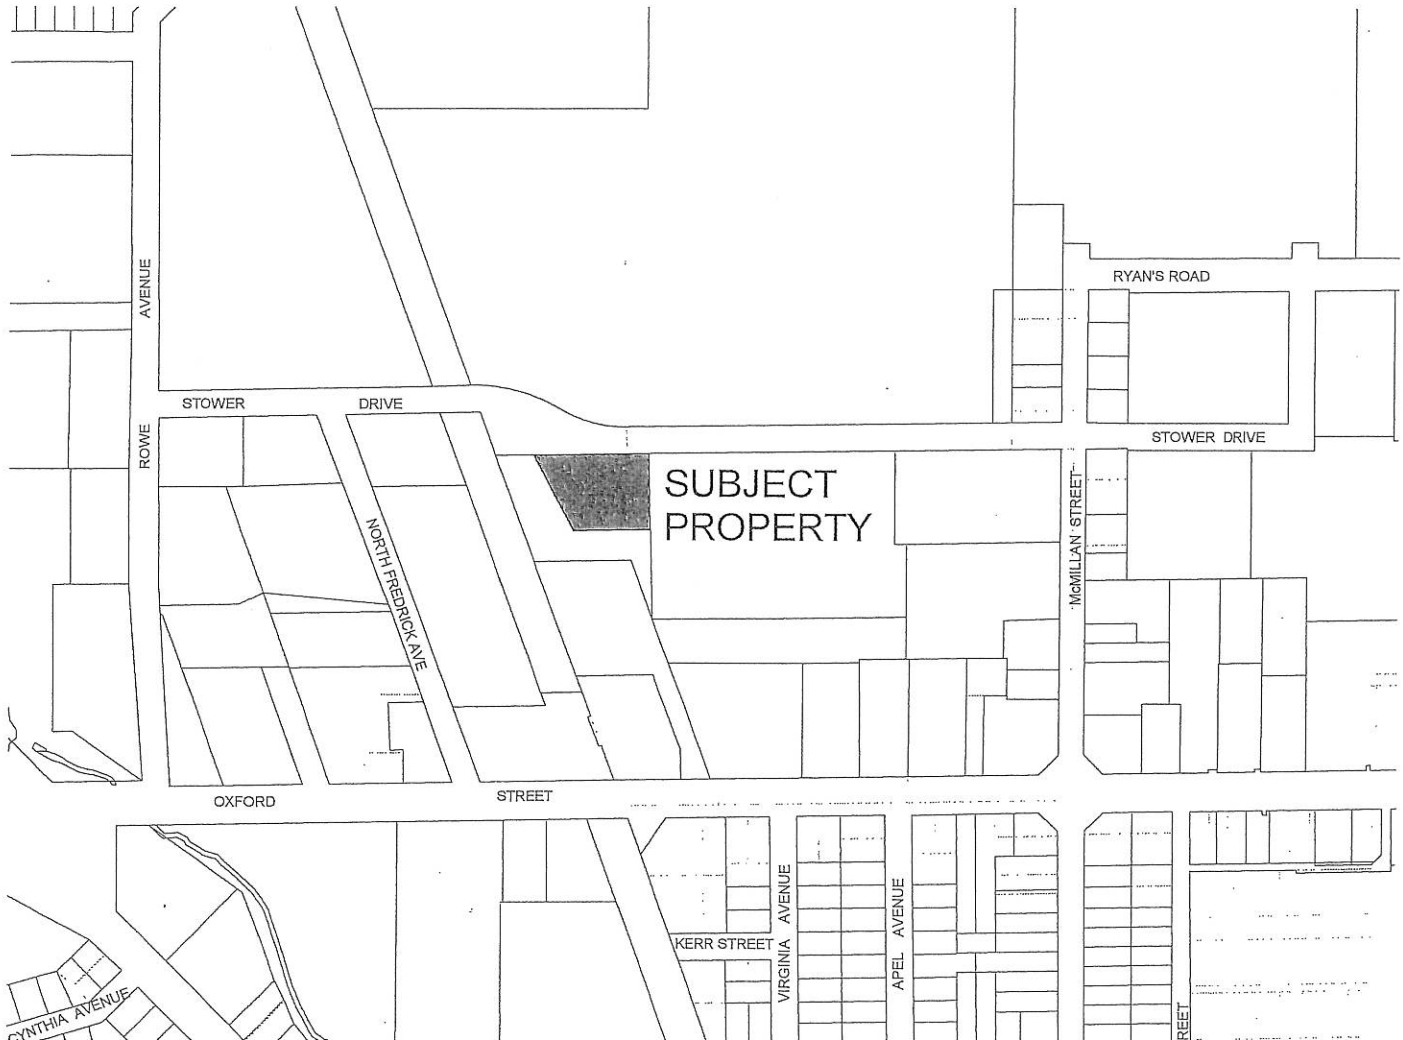 AVENUE
RYAN'S ROAD
STOWER DRIVE
ROWE
STOWER DRIVE
SUBJECT
PROPERTY
McMILLAN STREET
NORTH FREDRICK AVE
OXFORD STREET
VIRGINIA AVENUE
APEL AVENUE
KERR STREET
CYNTHIA AVENUE
REET